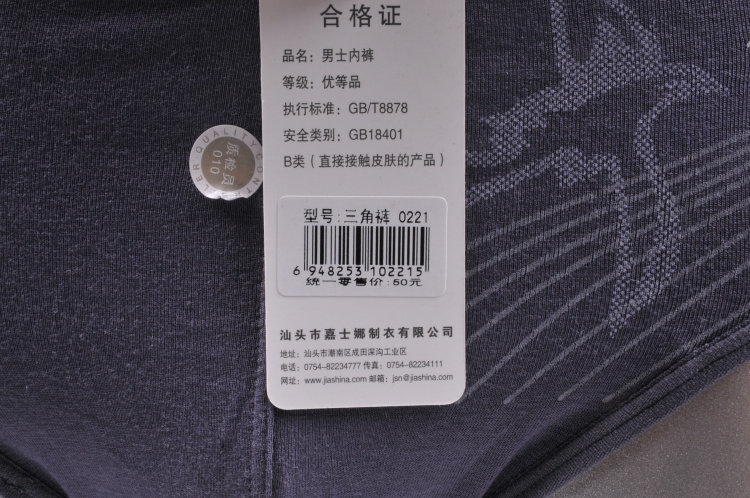 合格证
品名：男士内裤
等级：优等品
执行标准：GB/T8878
安全类别：GB18401
B类（直接接触皮肤的产品）
QUALITY CONT
质检员
010
型号:三角裤 0221
6 948253 102215
统一零售价:50元
汕头市嘉士娜制衣有限公司
地址：汕头市潮南区成田深沟工业区
电话：0754-82234777 传真：0754-82234111
网址：www.jiashina.com 邮箱：jsn@jiashina.com